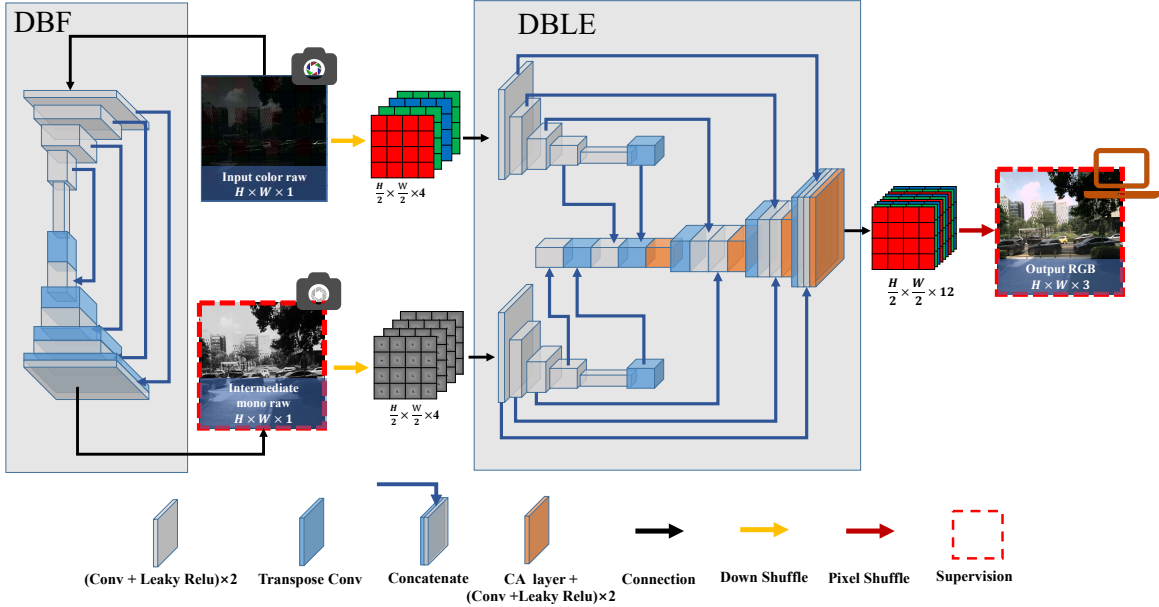 DBF
DBLE
Input color raw
H × W × 1
H/2 × W/2 ×4
Intermediate
mono raw
H × W × 1
H/2 × W/2 ×4
H/2 × W/2 ×12
Output RGB
H × W × 3
(Conv + Leaky Relu)×2
Transpose Conv
Concatenate
CA layer +
(Conv +Leaky Relu)×2
Connection
Down Shuffle
Pixel Shuffle
Supervision